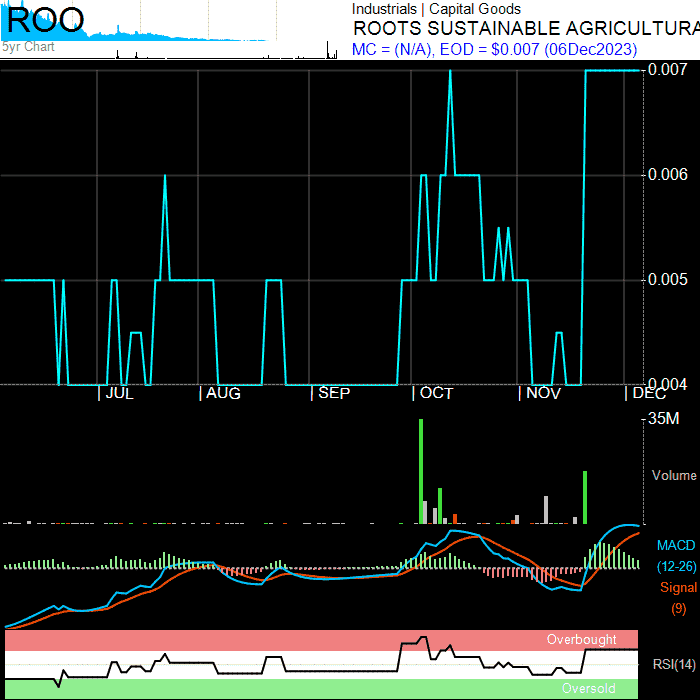 ROO
5yr Chart
Industrials | Capital Goods
ROOTS SUSTAINABLE AGRICULTURA
MC = (N/A), EOD = $0.007 (06Dec2023)
0.007
0.006
0.005
0.004
| JUL | AUG | SEP | OCT | NOV | DEC
35M
Volume
MACD
(12-26)
Signal
(9)
Overbought
RSI(14)
Oversold